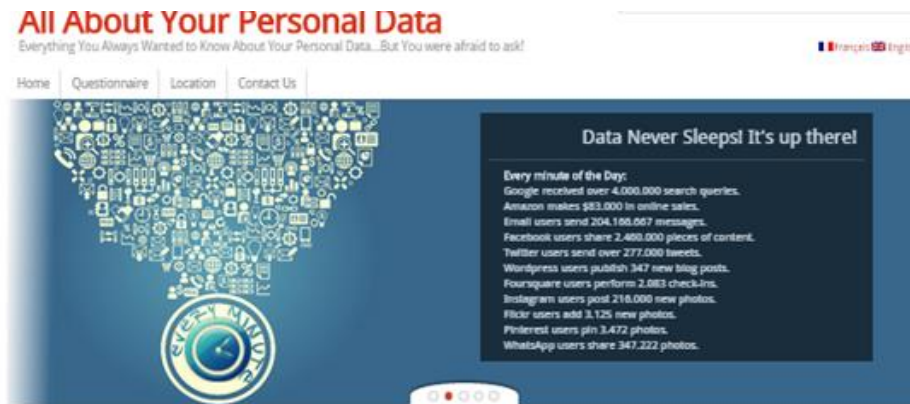 All About Your Personal Data
Everything You Always Wanted to Know About Your Personal Data...But You were afraid to ask!
Français
Home Questionnaire Location Contact Us
Data Never Sleeps! It's up there!
Every minute of the Day:
Google received over 4.000.000 search queries.
Amazon makes $83.000 in online sales.
Email users send 204.166.667 messages.
Facebook users share 2.460.000 pieces of content.
Twitter users send over 277.000 tweets.
Wordpress users publish 347 new blog posts.
Foursquare users perform 2.083 check-ins.
Instagram users post 216.000 new photos.
Flickr users add 3.125 new photos.
Pinterest users pin 3.472 photos.
WhatsApp users share 347.222 photos.
EVERY MINUTE